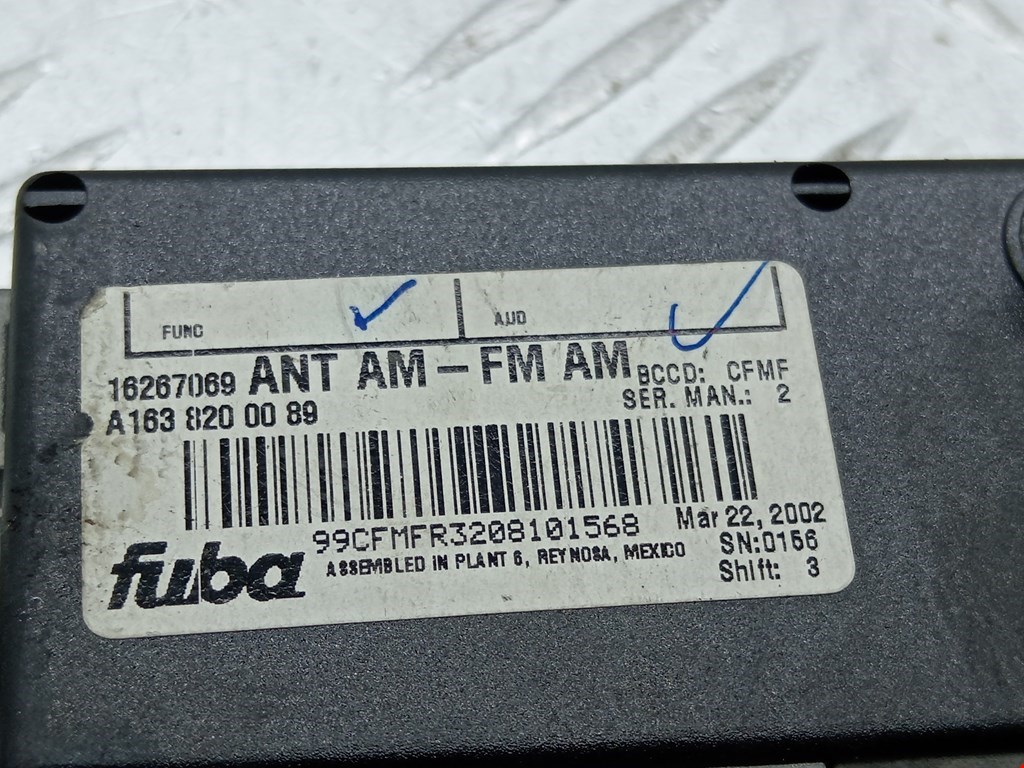 FUNC AUD
16267069 ANT AM - FM AM BCCD: CFMF
A163 820 00 89 SER. MAN.: 2
99CFMFR3208101568 Mar 22, 2002
fuba ASSEMBLED IN PLANT 6, REYNOSA, MEXICO SN:0156
Shift: 3